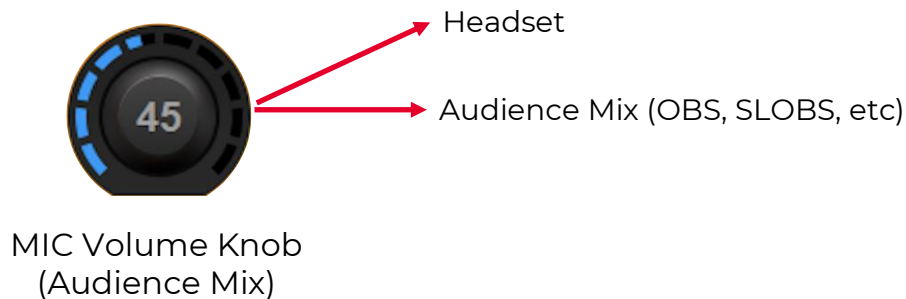 Headset
45
Audience Mix (OBS, SLOBS, etc)
MIC Volume Knob
(Audience Mix)